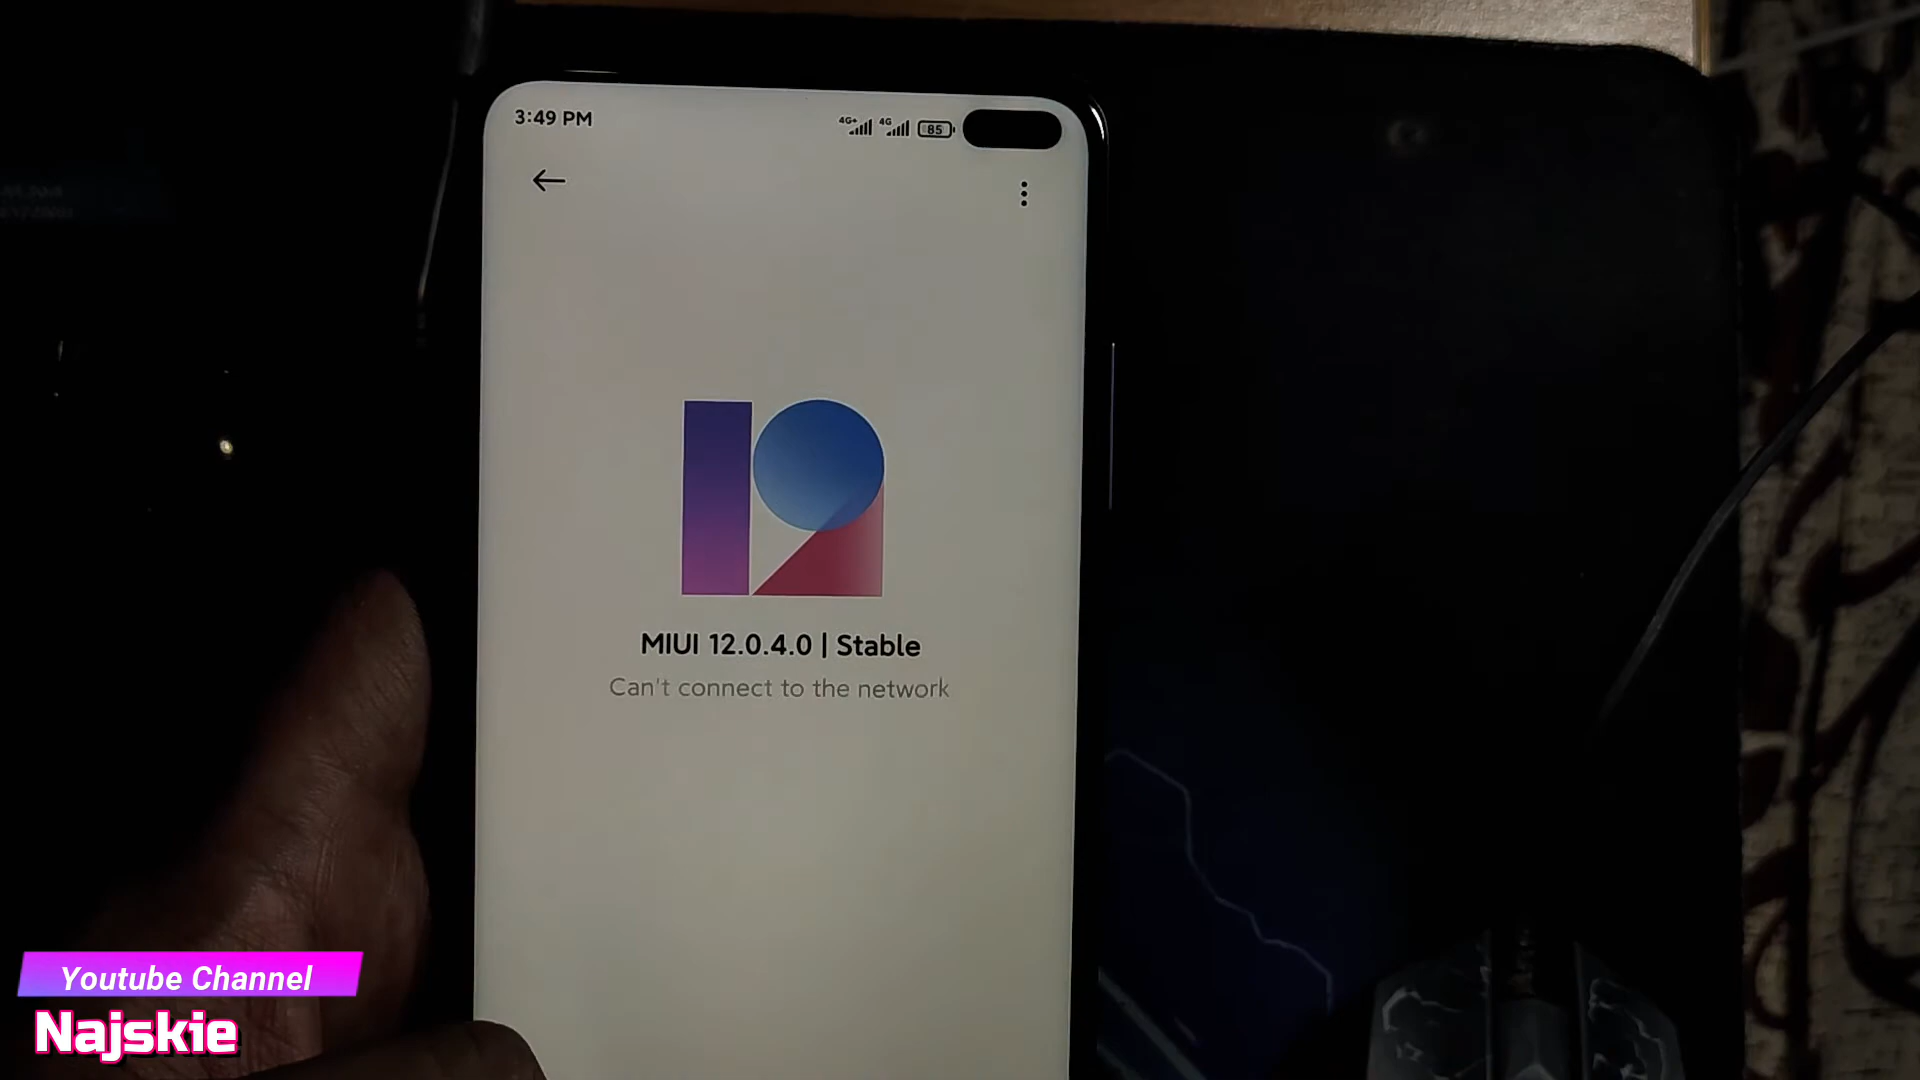 3:49 PM
4G+ 4G 85
MIUI 12.0.4.0 | Stable
Can't connect to the network
Youtube Channel
Najskie